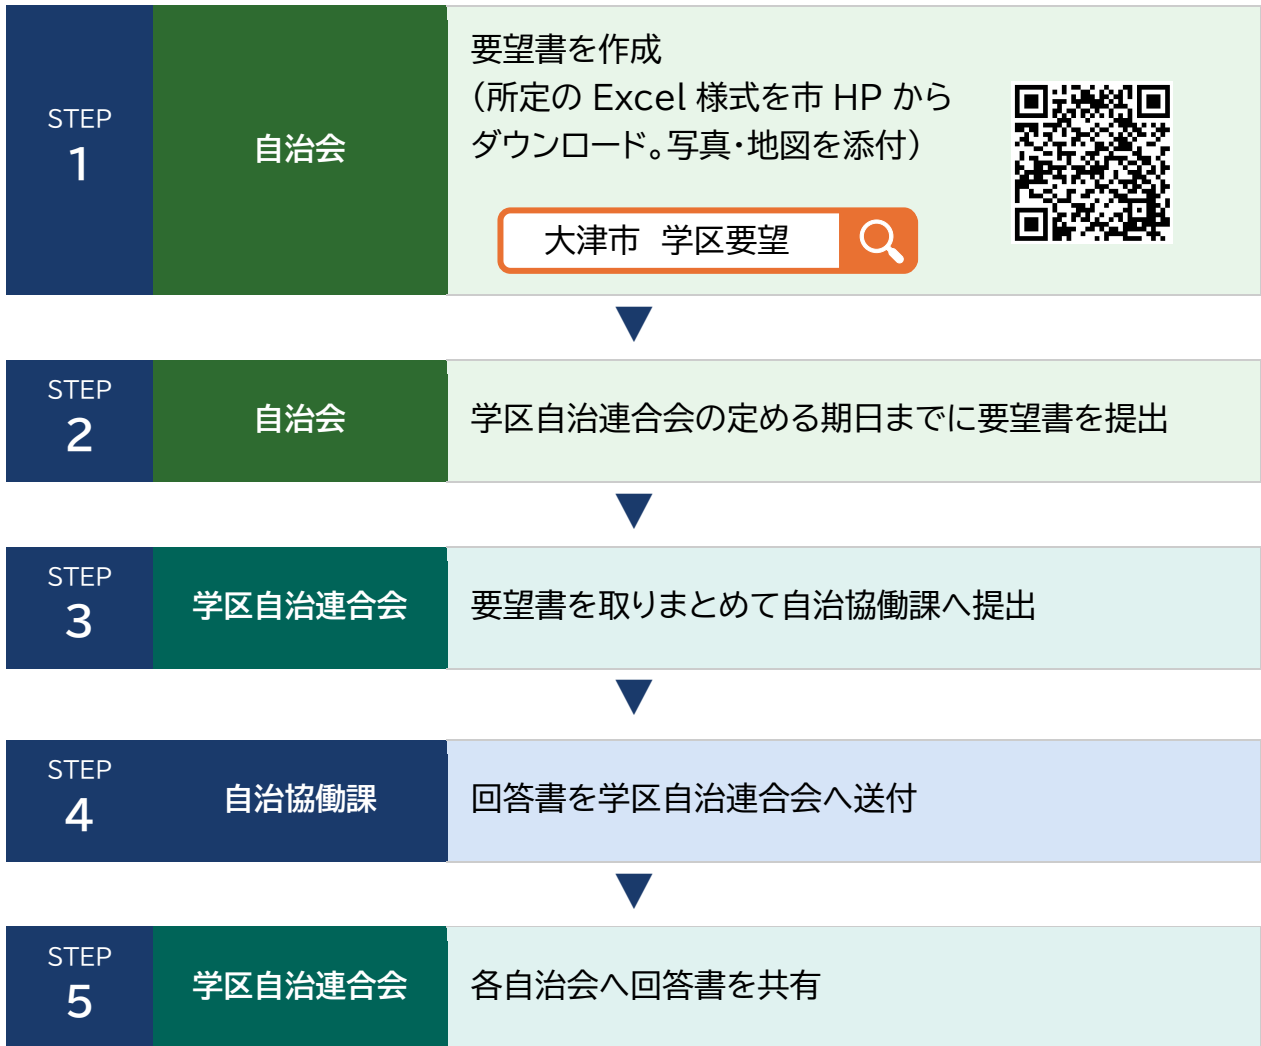 STEP
1
自治会
要望書を作成
（所定の Excel 様式を市 HP から
ダウンロード。写真・地図を添付）
大津市 学区要望
STEP
2
自治会
学区自治連合会の定める期日までに要望書を提出
STEP
3
学区自治連合会
要望書を取りまとめて自治協働課へ提出
STEP
4
自治協働課
回答書を学区自治連合会へ送付
STEP
5
学区自治連合会
各自治会へ回答書を共有